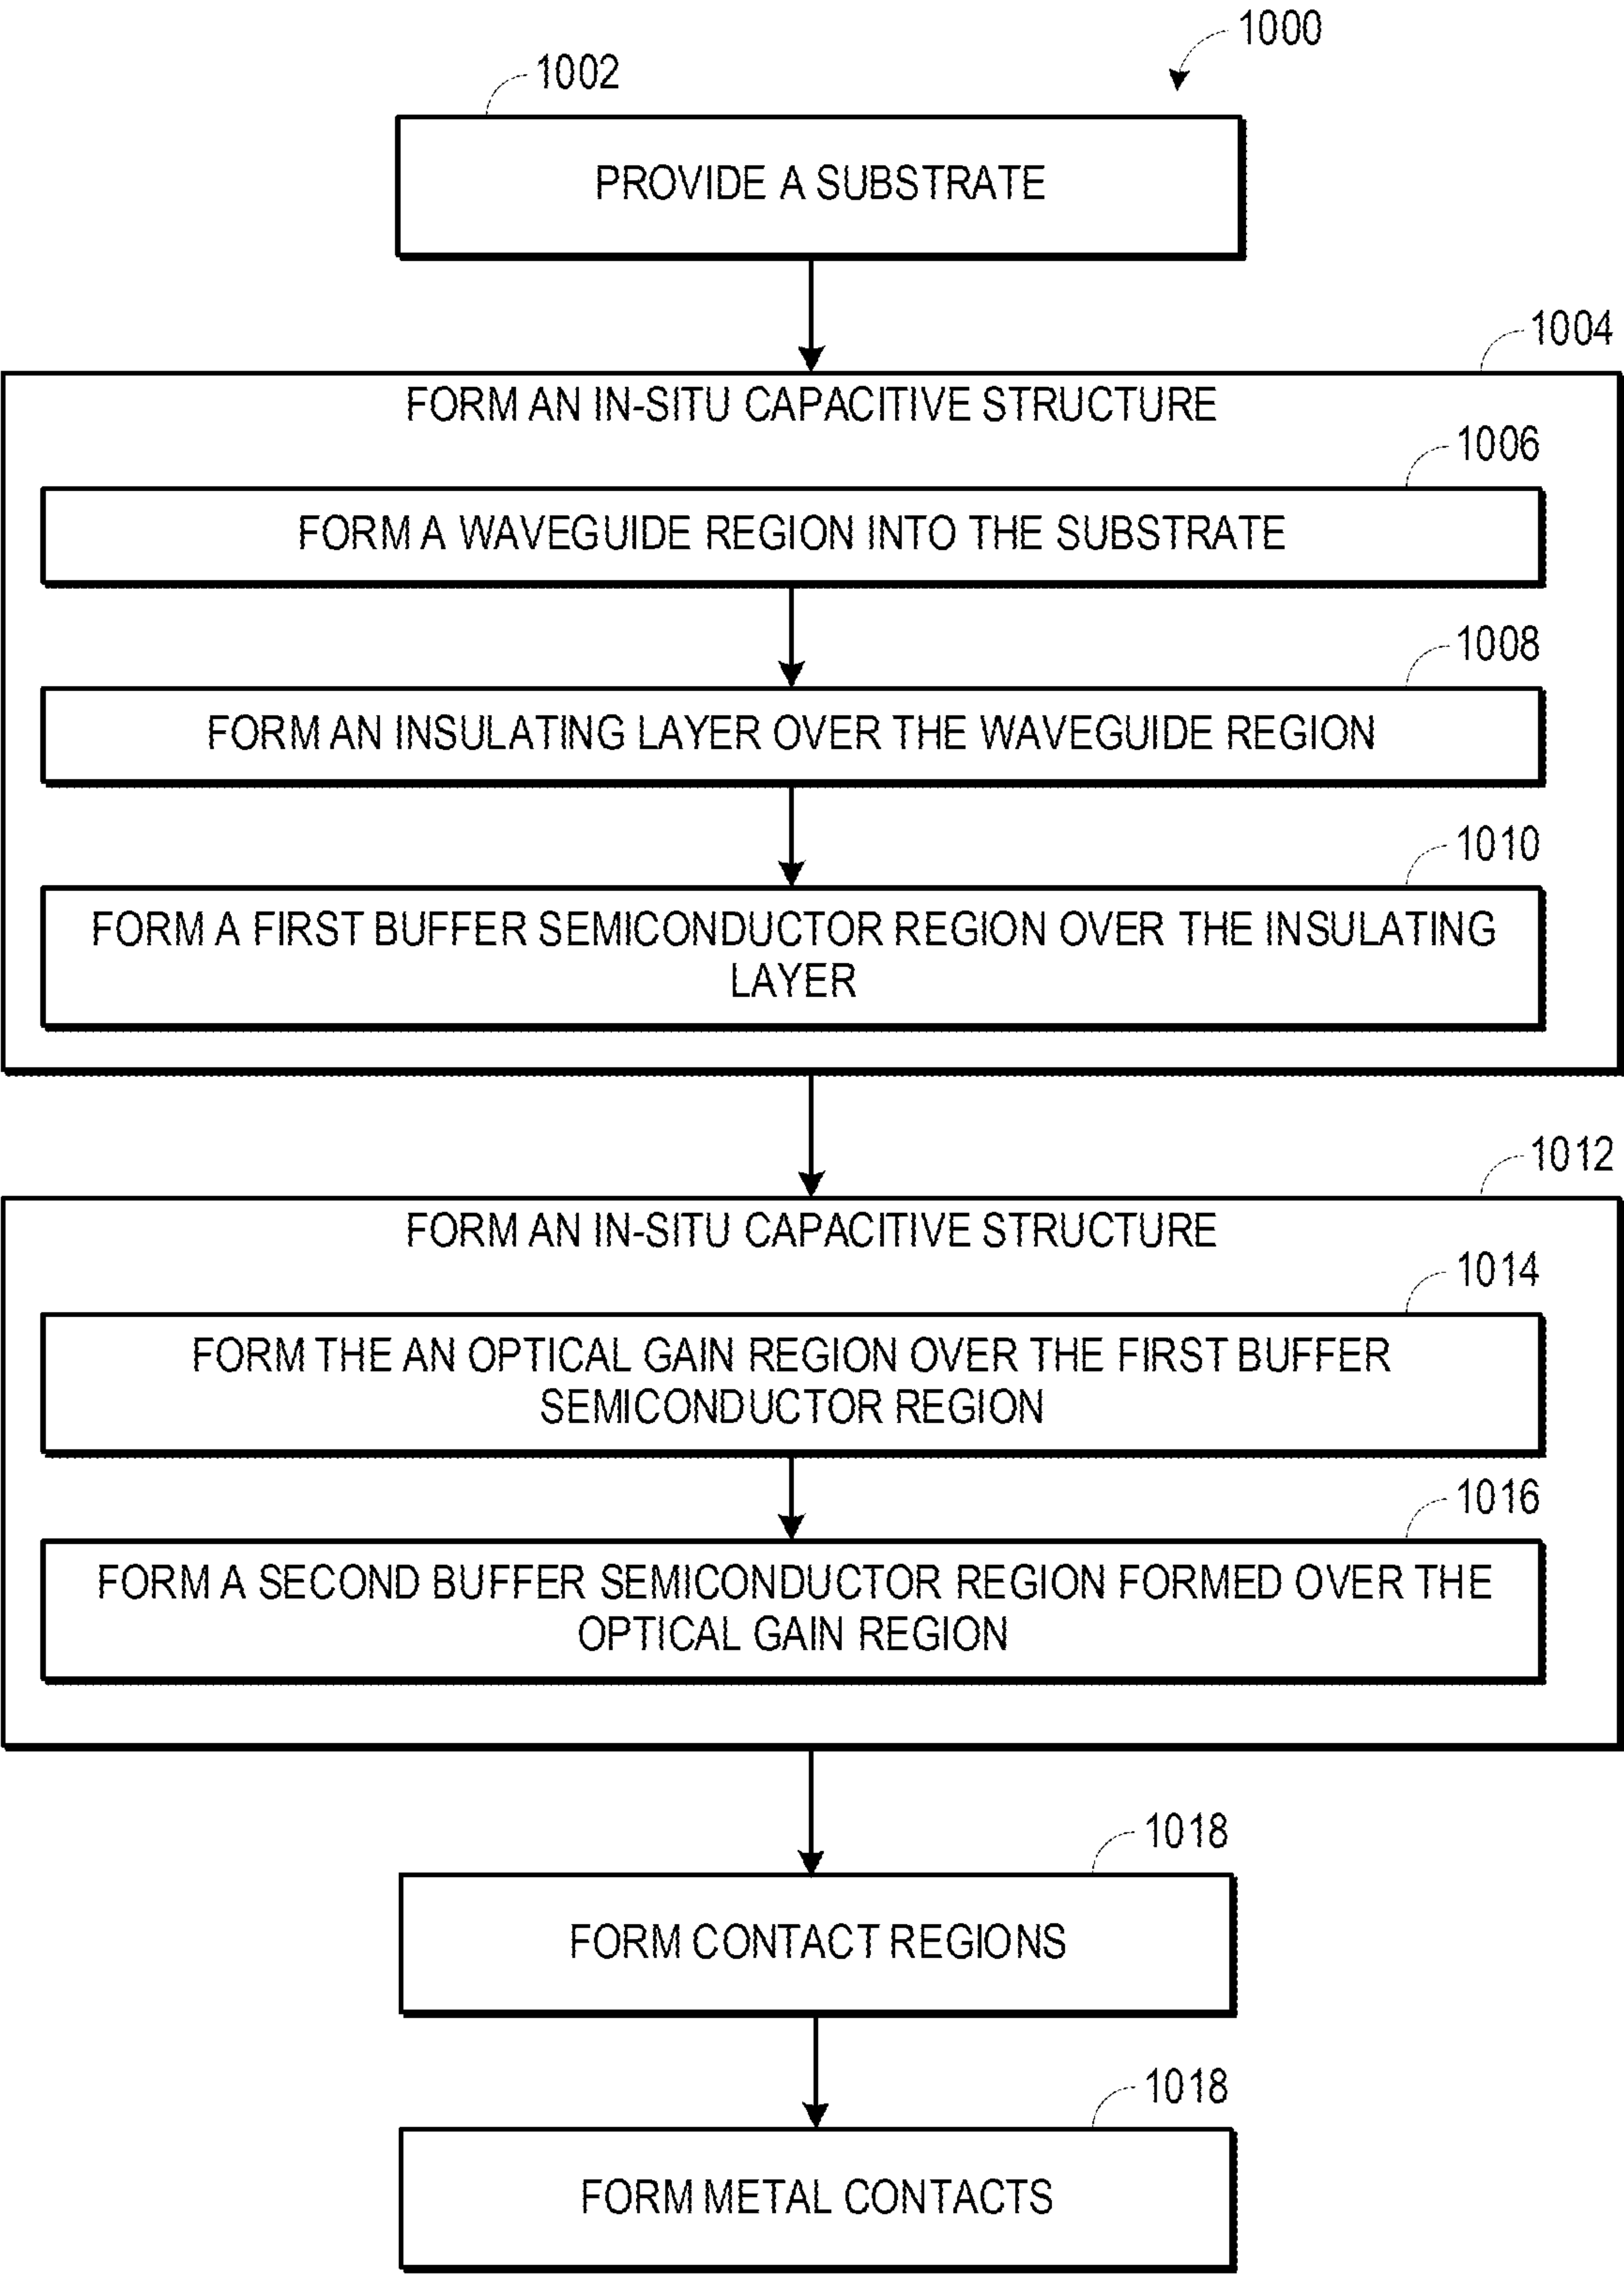 1000
1002
PROVIDE A SUBSTRATE
1004
FORM AN IN-SITU CAPACITIVE STRUCTURE
1006
FORM A WAVEGUIDE REGION INTO THE SUBSTRATE
1008
FORM AN INSULATING LAYER OVER THE WAVEGUIDE REGION
1010
FORM A FIRST BUFFER SEMICONDUCTOR REGION OVER THE INSULATING
LAYER
1012
FORM AN IN-SITU CAPACITIVE STRUCTURE
1014
FORM THE AN OPTICAL GAIN REGION OVER THE FIRST BUFFER
SEMICONDUCTOR REGION
1016
FORM A SECOND BUFFER SEMICONDUCTOR REGION FORMED OVER THE
OPTICAL GAIN REGION
1018
FORM CONTACT REGIONS
1018
FORM METAL CONTACTS